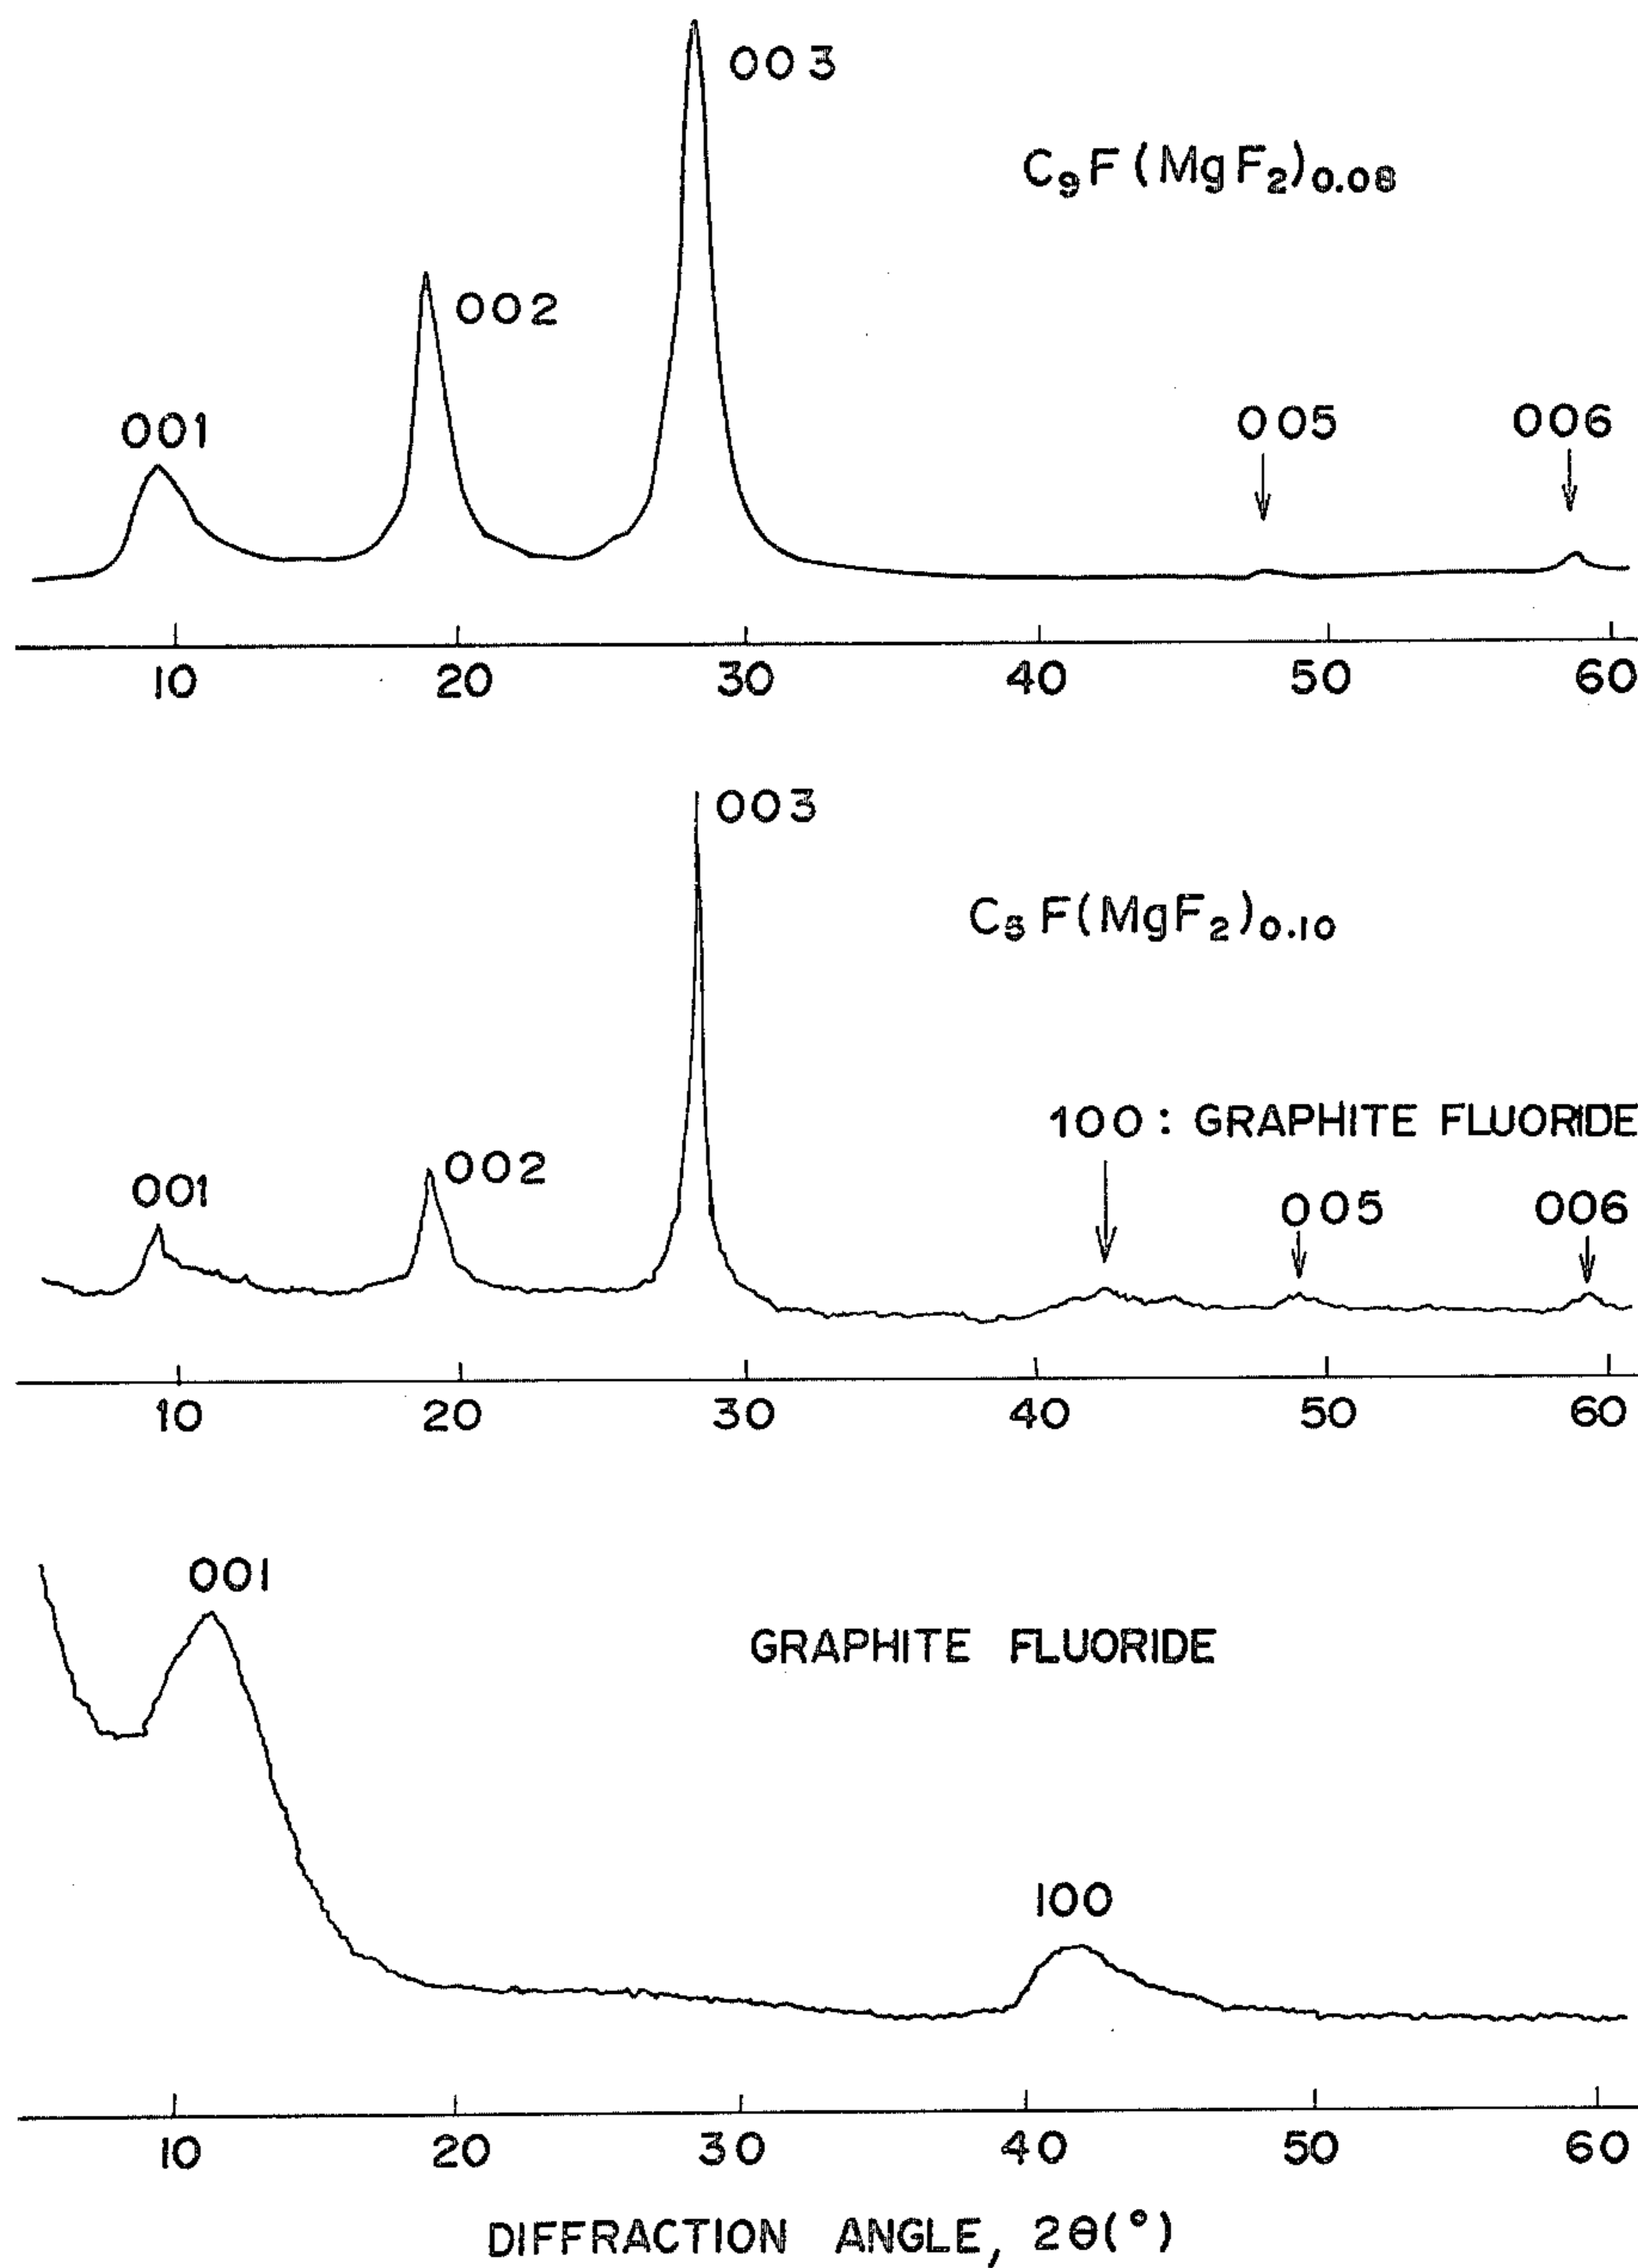 003
C₉F(MgF₂)₀.₀₈
002
001
005 006
10 20 30 40 50 60
003
C₅F(MgF₂)₀.₁₀
100 : GRAPHITE FLUORIDE
002
001
005 006
10 20 30 40 50 60
001
GRAPHITE FLUORIDE
100
10 20 30 40 50 60
DIFFRACTION ANGLE, 2θ(°)